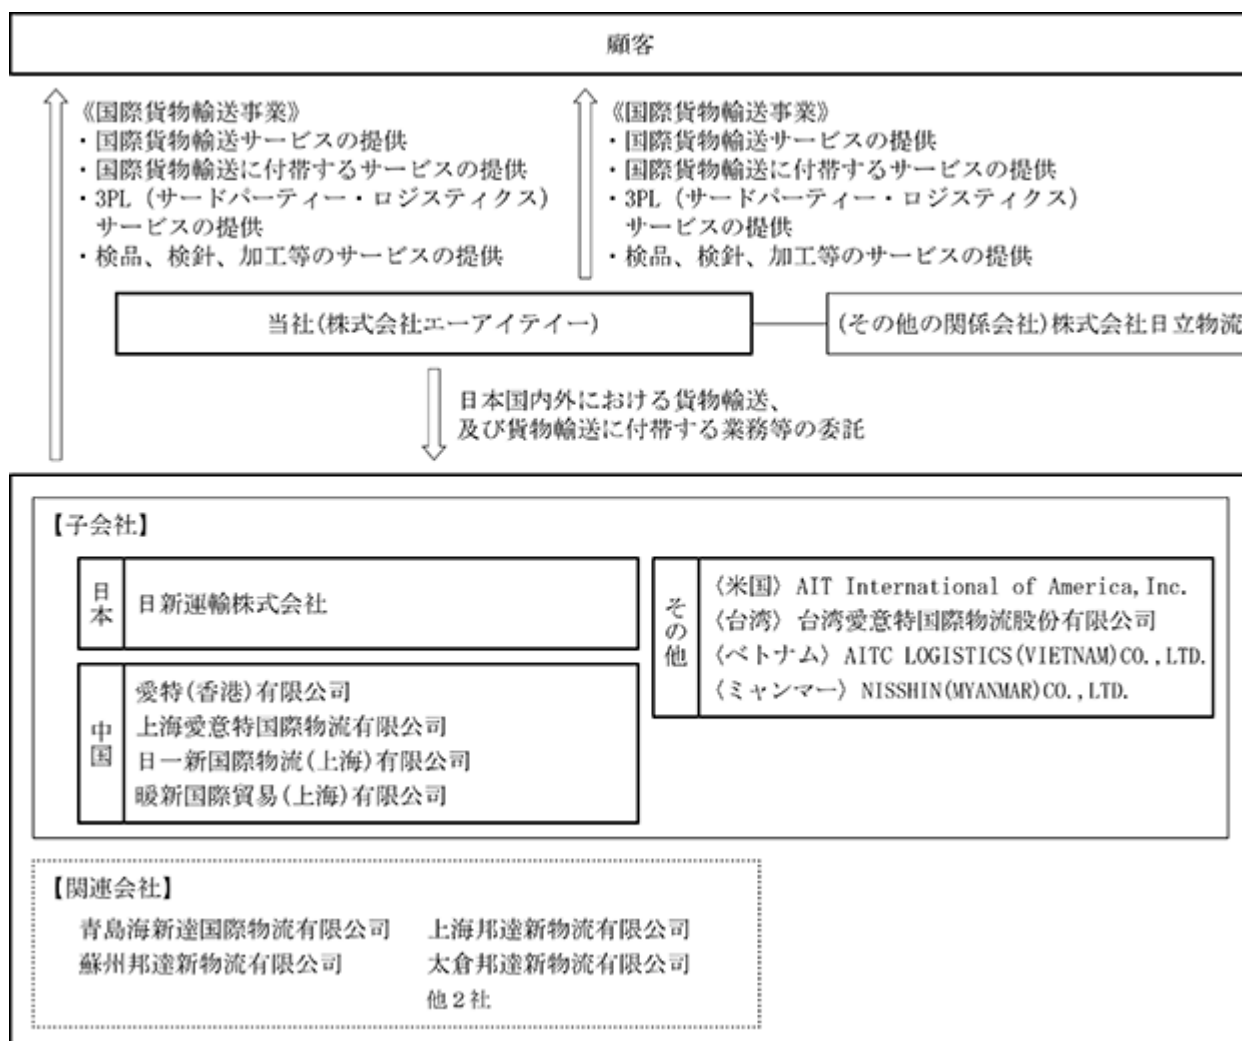 顧客
《国際貨物輸送事業》
・国際貨物輸送サービスの提供
・国際貨物輸送に付帯するサービスの提供
・3PL（サードパーティー・ロジスティクス）
サービスの提供
・検品、検針、加工等のサービスの提供
《国際貨物輸送事業》
・国際貨物輸送サービスの提供
・国際貨物輸送に付帯するサービスの提供
・3PL（サードパーティー・ロジスティクス）
サービスの提供
・検品、検針、加工等のサービスの提供
当社(株式会社エーアイテイー)
(その他の関係会社)株式会社日立物流
日本国内外における貨物輸送、
及び貨物輸送に付帯する業務等の委託
【子会社】
日本
日新運輸株式会社
中国
愛特(香港)有限公司
上海愛意特国際物流有限公司
日一新国際物流(上海)有限公司
暖新国際貿易(上海)有限公司
その他
〈米国〉AIT International of America,Inc.
〈台湾〉台湾愛意特国際物流股份有限公司
〈ベトナム〉AITC LOGISTICS(VIETNAM)CO.,LTD.
〈ミャンマー〉NISSHIN(MYANMAR)CO.,LTD.
【関連会社】
青島海新達国際物流有限公司
上海邦達新物流有限公司
蘇州邦達新物流有限公司
太倉邦達新物流有限公司
他２社